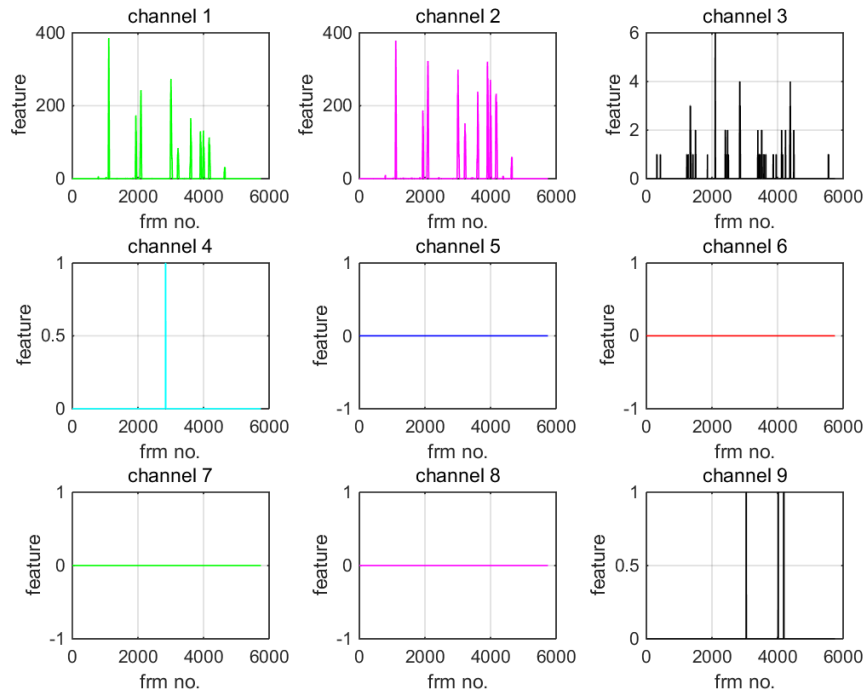 channel 1
channel 2
channel 3
feature
400
200
0
0 2000 4000 6000
frm no.
feature
400
200
0
0 2000 4000 6000
frm no.
feature
6
4
2
0
0 2000 4000 6000
frm no.
channel 4
channel 5
channel 6
feature
1
0.5
0
0 2000 4000 6000
frm no.
feature
1
0
-1
0 2000 4000 6000
frm no.
feature
1
0
-1
0 2000 4000 6000
frm no.
channel 7
channel 8
channel 9
feature
1
0
-1
0 2000 4000 6000
frm no.
feature
1
0
-1
0 2000 4000 6000
frm no.
feature
1
0.5
0
0 2000 4000 6000
frm no.